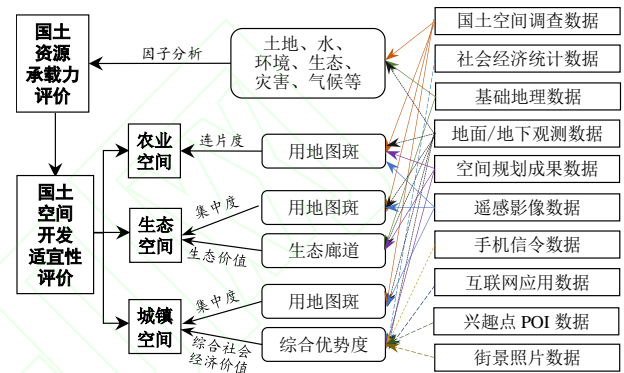 国土
资源
承载力
评价
因子分析
土地、水、
环境、生态、
灾害、气候等
国土空间调查数据
社会经济统计数据
基础地理数据
地面/地下观测数据
空间规划成果数据
遥感影像数据
手机信令数据
互联网应用数据
兴趣点 POI 数据
街景照片数据
国土
空间
开发
适宜性
评价
农业
空间
连片度
用地图斑
生态
空间
集中度
用地图斑
生态价值
生态廊道
城镇
空间
集中度
用地图斑
综合社会
经济价值
综合优势度